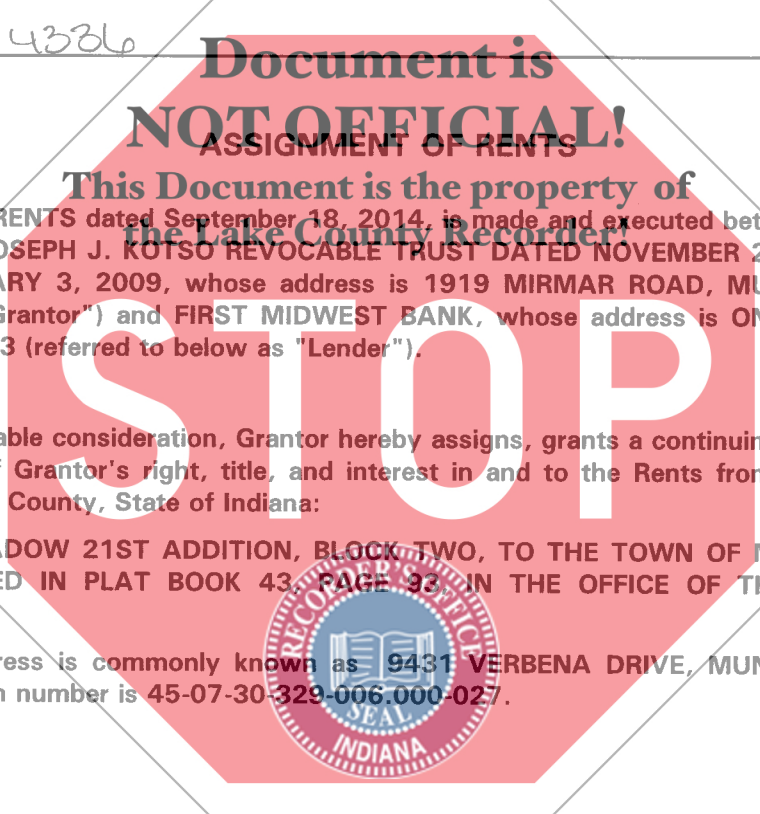 4336
Document is
NOT OFFICIAL!
ASSIGNMENT OF RENTS
This Document is the property of
RENTS dated September 18, 2014, is made and executed bet
the Lake County Recorder!
OSEPH J. KOTSO REVOCABLE TRUST DATED NOVEMBER 2
ARY 3, 2009, whose address is 1919 MIRMAR ROAD, MU
Grantor") and FIRST MIDWEST BANK, whose address is ON
3 (referred to below as "Lender").
STOP
able consideration, Grantor hereby assigns, grants a continuin
f Grantor's right, title, and interest in and to the Rents from
County, State of Indiana:
ADOW 21ST ADDITION, BLOCK TWO, TO THE TOWN OF M
ED IN PLAT BOOK 43, PAGE 93, IN THE OFFICE OF TH
RECORDER'S OFFICE
ress is commonly known as 9431 VERBENA DRIVE, MUN
n number is 45-07-30-329-006.000-027.
SEAL
INDIANA